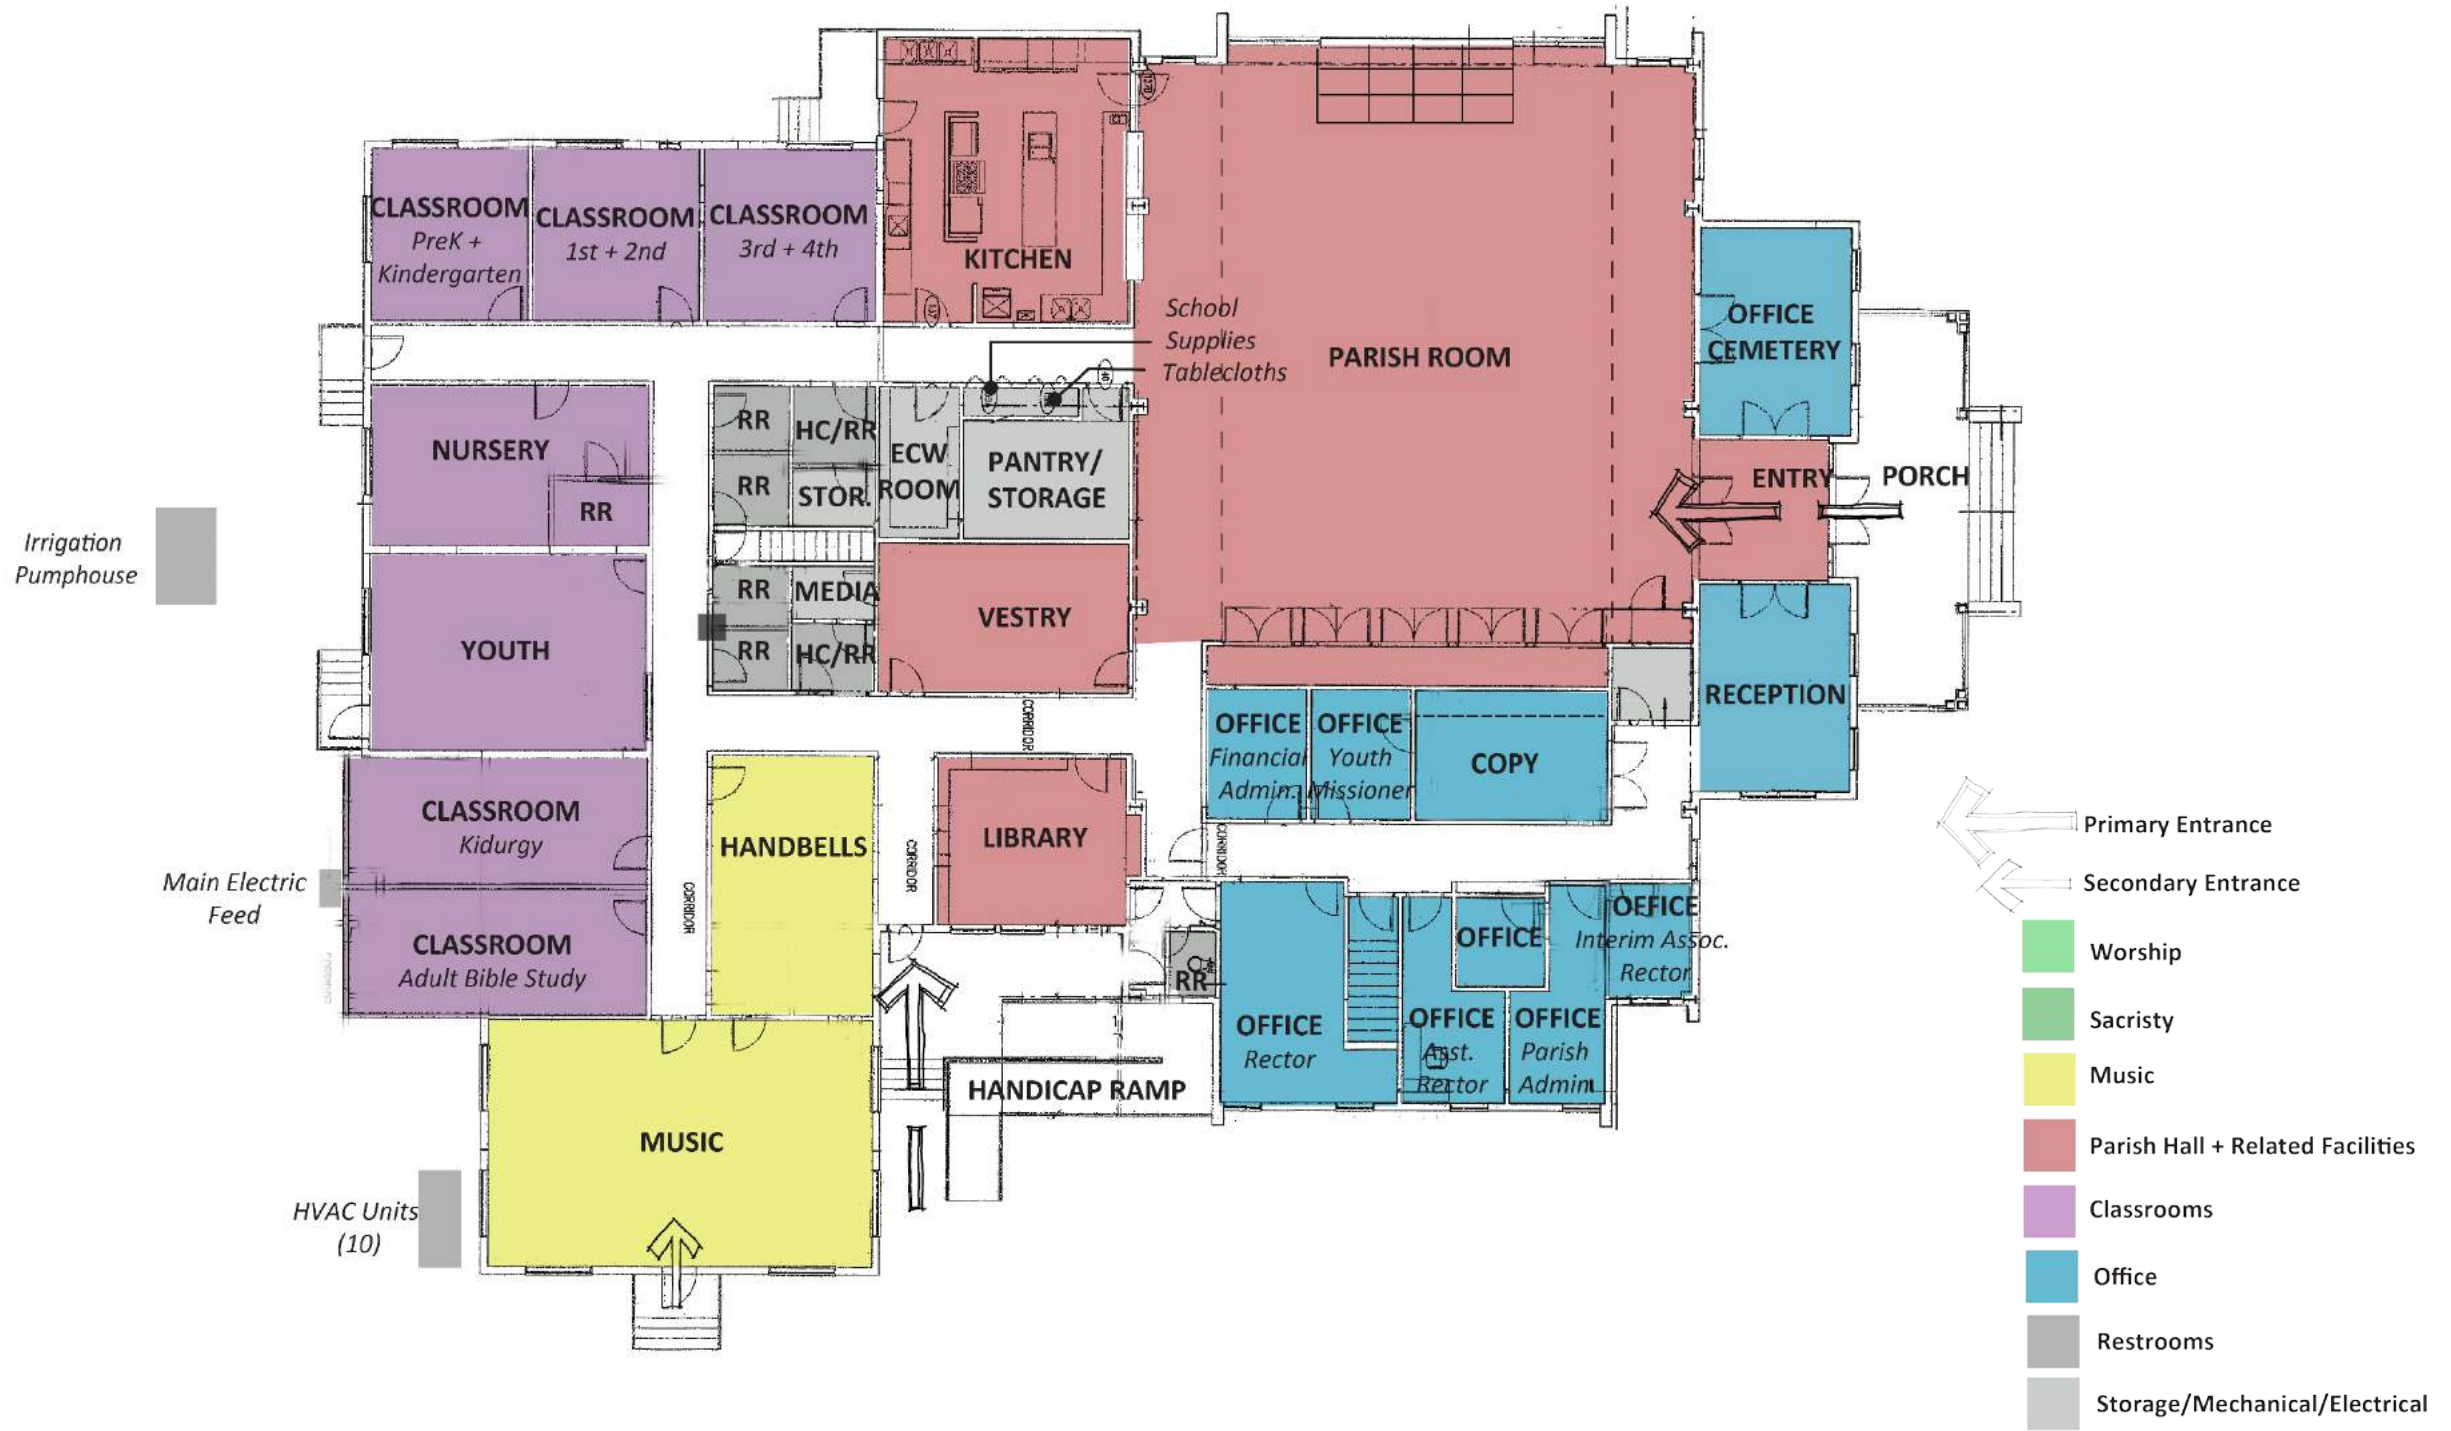 CLASSROOM
PreK +
Kindergarten
CLASSROOM
1st + 2nd
CLASSROOM
3rd + 4th
KITCHEN
School
Supplies
Tablecloths
PARISH ROOM
OFFICE
CEMETERY
NURSERY
RR
RR
HC/RR
RR
STOR.
ECW
ROOM
PANTRY/
STORAGE
ENTRY
PORCH
Irrigation
Pumphouse
YOUTH
RR
MEDIA
RR
HC/RR
VESTRY
CORRIDOR
RECEPTION
OFFICE
Financial
Admin.
OFFICE
Youth
Missioner
COPY
CLASSROOM
Kidurgy
HANDBELLS
LIBRARY
CORRIDOR
CORRIDOR
CORRIDOR
Main Electric
Feed
CLASSROOM
Adult Bible Study
RR
OFFICE
Rector
OFFICE
OFFICE
Interim Assoc.
Rector
OFFICE
Asst.
Rector
OFFICE
Parish
Admin
HANDICAP RAMP
MUSIC
HVAC Units
(10)
Primary Entrance
Secondary Entrance
Worship
Sacristy
Music
Parish Hall + Related Facilities
Classrooms
Office
Restrooms
Storage/Mechanical/Electrical